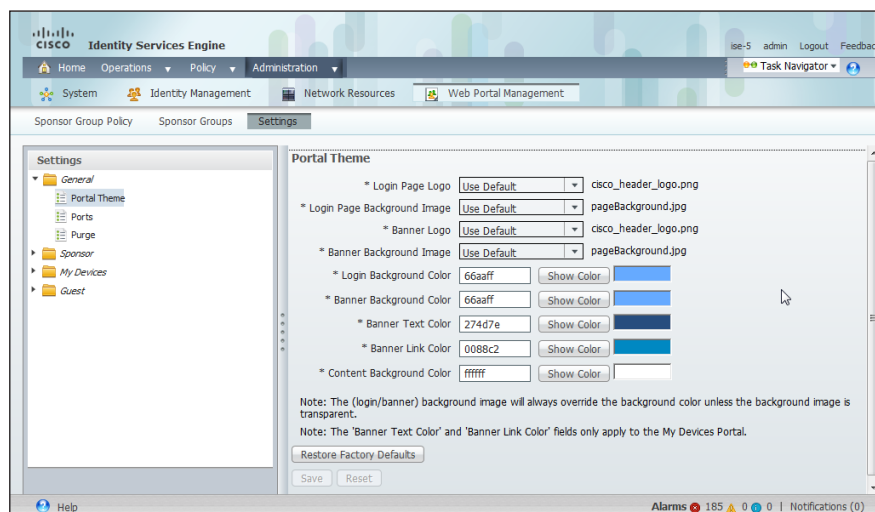 CISCO Identity Services Engine
ise-5 admin Logout Feedbac
Home Operations Policy Administration
Task Navigator
System Identity Management Network Resources Web Portal Management
Sponsor Group Policy Sponsor Groups Settings
Settings
General
Portal Theme
Ports
Purge
Sponsor
My Devices
Guest
Portal Theme
* Login Page Logo Use Default cisco_header_logo.png
* Login Page Background Image Use Default pageBackground.jpg
* Banner Logo Use Default cisco_header_logo.png
* Banner Background Image Use Default pageBackground.jpg
* Login Background Color 66aaff Show Color
* Banner Background Color 66aaff Show Color
* Banner Text Color 274d7e Show Color
* Banner Link Color 0088c2 Show Color
* Content Background Color ffffff Show Color
Note: The (login/banner) background image will always override the background color unless the background image is
transparent.
Note: The 'Banner Text Color' and 'Banner Link Color' fields only apply to the My Devices Portal.
Restore Factory Defaults
Save Reset
Help
Alarms 185 0 0 | Notifications (0)